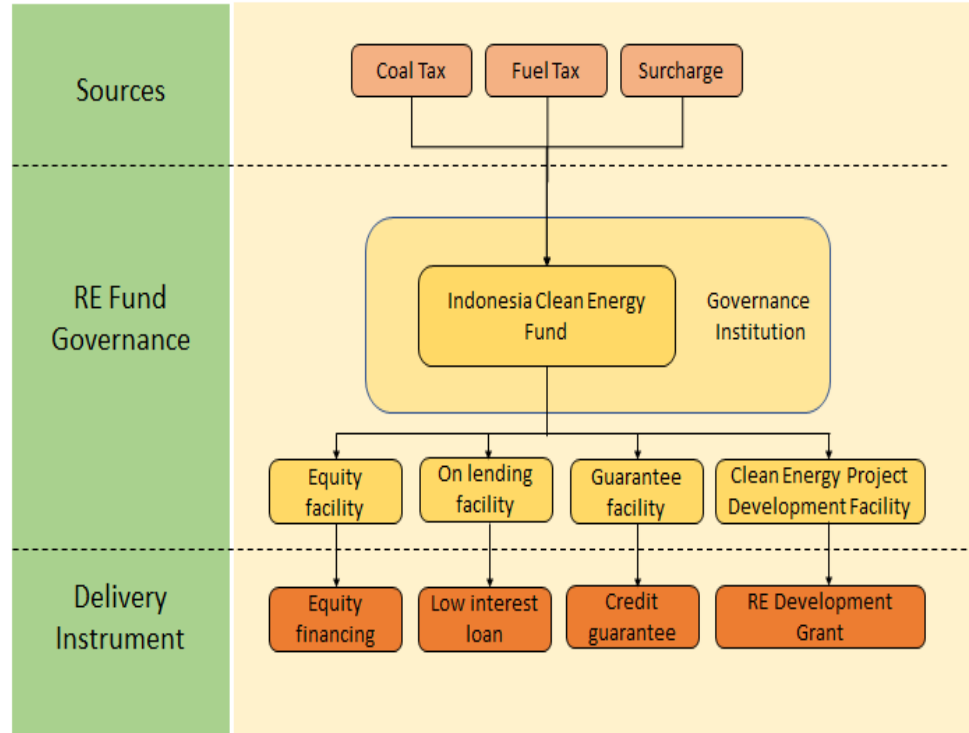 Sources
Coal Tax
Fuel Tax
Surcharge
RE Fund
Governance
Indonesia Clean Energy
Fund
Governance
Institution
Equity
facility
On lending
facility
Guarantee
facility
Clean Energy Project
Development Facility
Delivery
Instrument
Equity
financing
Low interest
loan
Credit
guarantee
RE Development
Grant